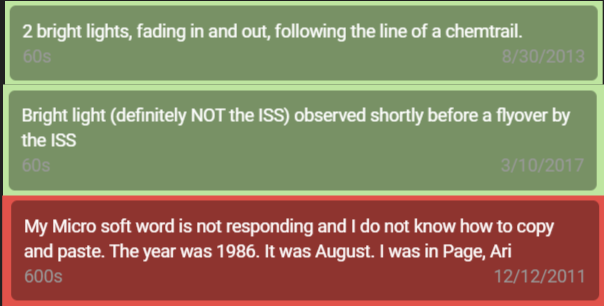 2 bright lights, fading in and out, following the line of a chemtrail.
60s 8/30/2013
Bright light (definitely NOT the ISS) observed shortly before a flyover by
the ISS
60s 3/10/2017
My Micro soft word is not responding and I do not know how to copy
and paste. The year was 1986. It was August. I was in Page, Ari
600s 12/12/2011